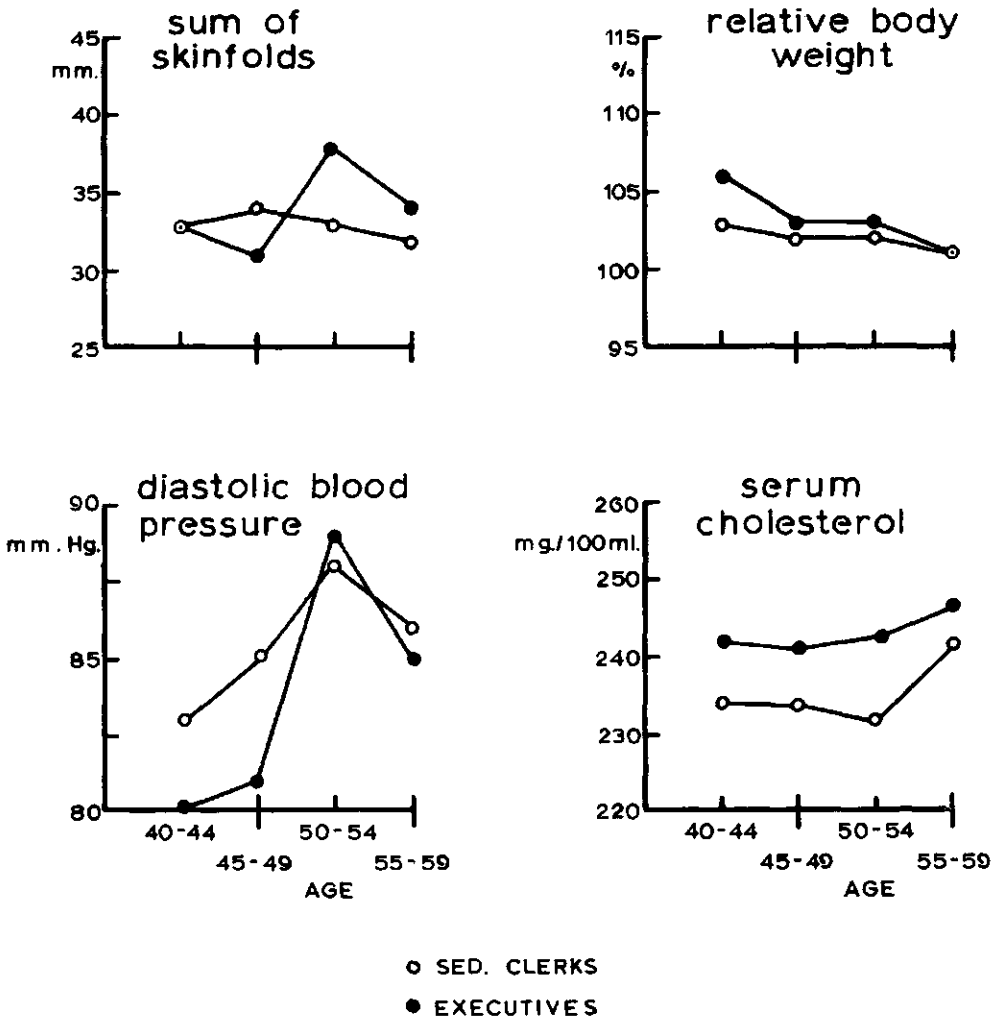 sum of
skinfolds
45
mm.
40
35
30
25
relative body
weight
115
%
110
105
100
95
diastolic blood
pressure
90
mm. Hg.
85
80
40-44
45-49
50-54
55-59
AGE
serum
cholesterol
260
mg./100ml.
250
240
230
220
40-44
45-49
50-54
55-59
AGE
SED. CLERKS
EXECUTIVES